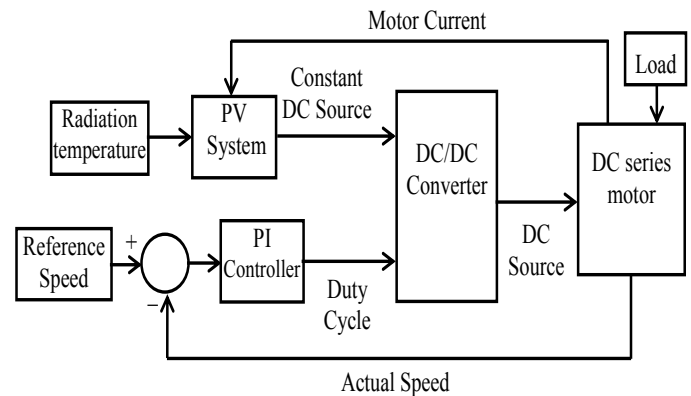 Motor Current
Load
Constant
DC Source
Radiation
temperature
PV
System
DC/DC
Converter
DC series
motor
Reference
Speed
+
−
PI
Controller
Duty
Cycle
DC
Source
Actual Speed